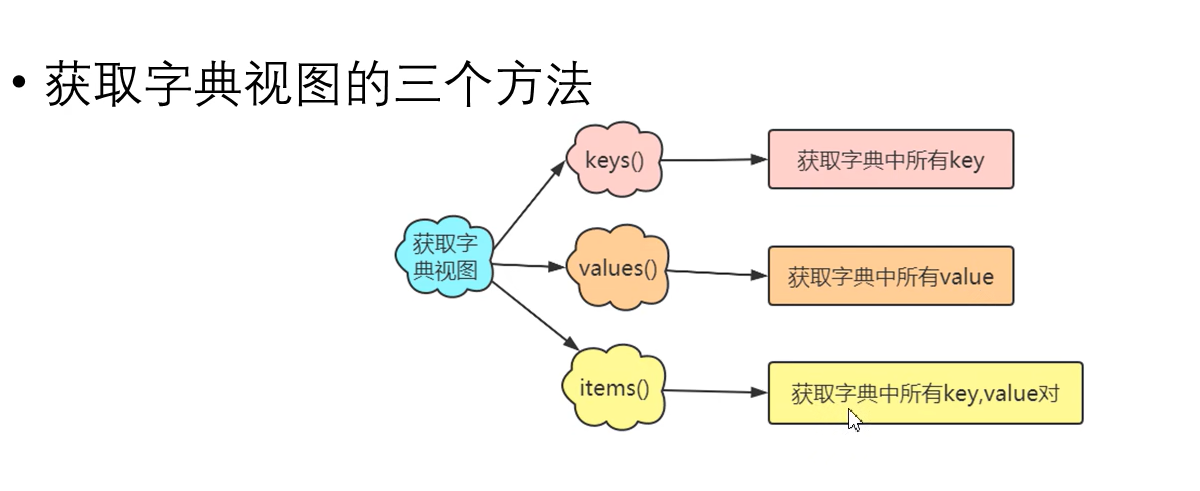 • 获取字典视图的三个方法
获取字
典视图
keys()
获取字典中所有key
values()
获取字典中所有value
items()
获取字典中所有key,value对